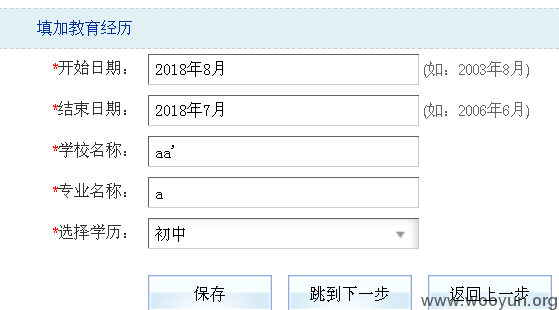 填加教育经历
*开始日期： 2018年8月 (如：2003年8月)
*结束日期： 2018年7月 (如：2006年6月)
*学校名称： aa'
*专业名称： a
*选择学历： 初中
保存 跳到下一步 返回上一步
www.wooyun.org